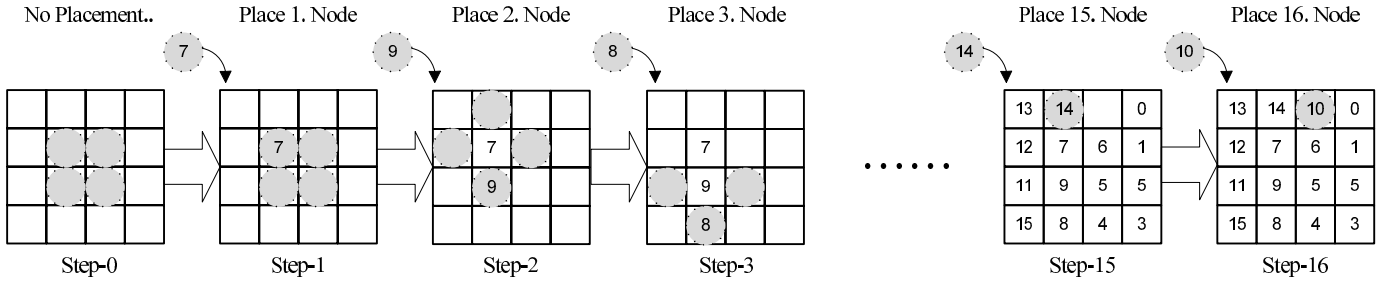 No Placement..
Place 1. Node
Place 2. Node
Place 3. Node
Place 15. Node
Place 16. Node
7
9
8
14
10
7
7
9
7
9
8
13 14 0
12 7 6 1
11 9 5 5
15 8 4 3
13 14 10 0
12 7 6 1
11 9 5 5
15 8 4 3
......
Step-0
Step-1
Step-2
Step-3
Step-15
Step-16